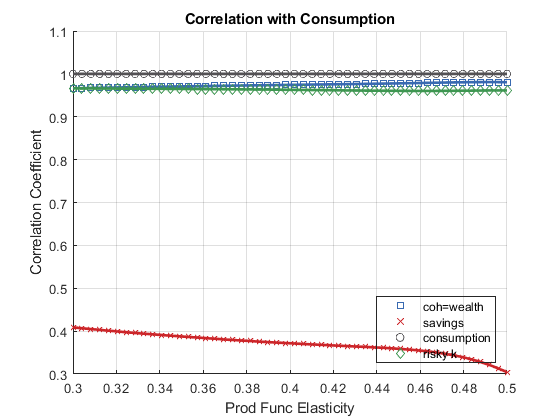 Correlation with Consumption
1.1
1
0.9
0.8
0.7
0.6
0.5
0.4
0.3
Correlation Coefficient
coh=wealth
savings
consumption
risky k
0.3 0.32 0.34 0.36 0.38 0.4 0.42 0.44 0.46 0.48 0.5
Prod Func Elasticity